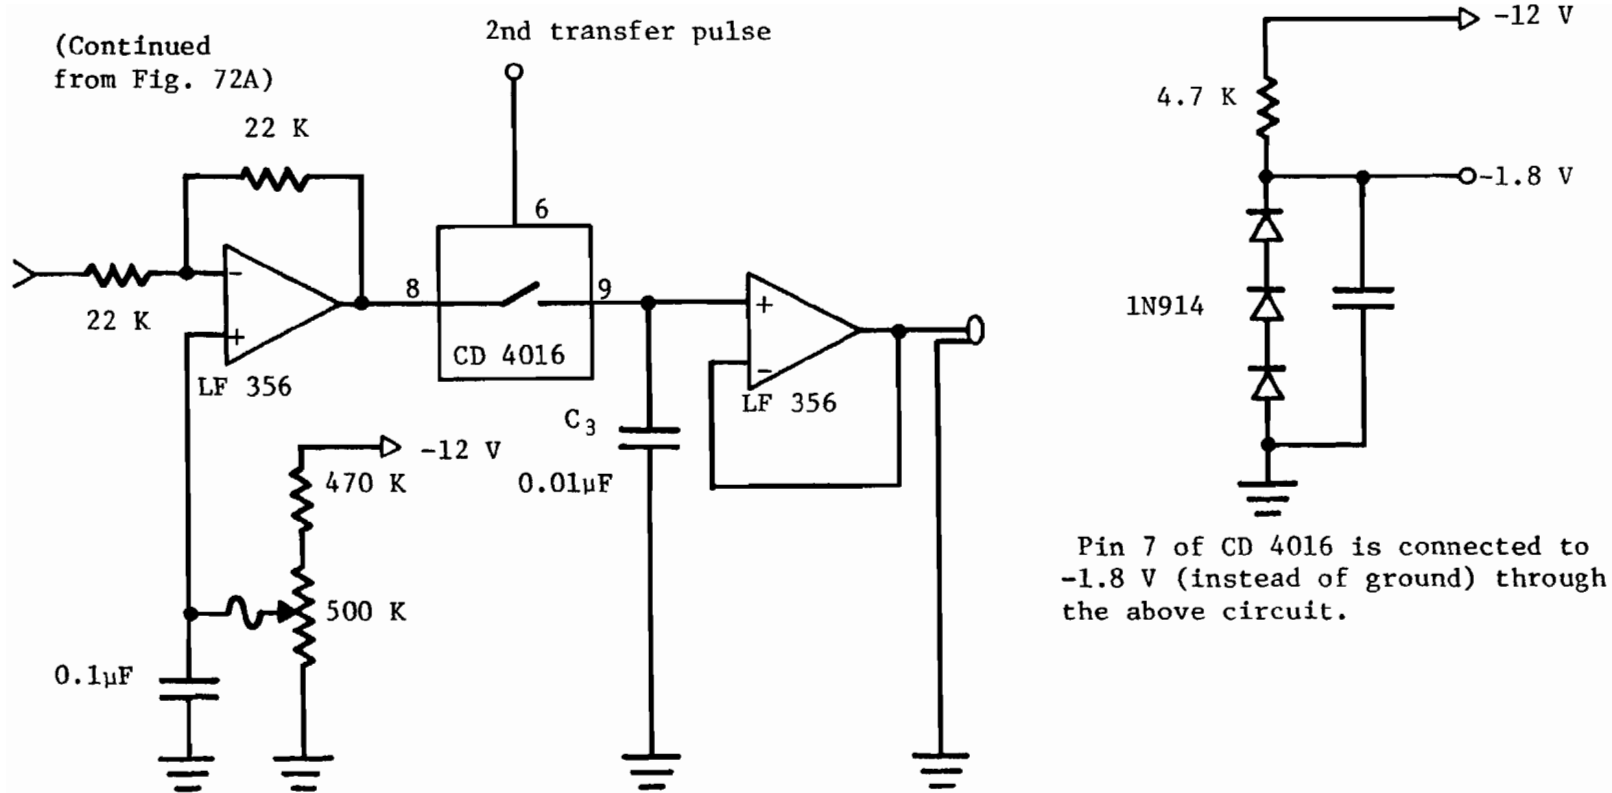 (Continued
from Fig. 72A)
2nd transfer pulse
22 K
22 K
-
+
LF 356
8
6
9
CD 4016
+
-
LF 356
C3
0.01μF
-12 V
470 K
500 K
0.1μF
-12 V
4.7 K
-1.8 V
1N914
Pin 7 of CD 4016 is connected to
-1.8 V (instead of ground) through
the above circuit.